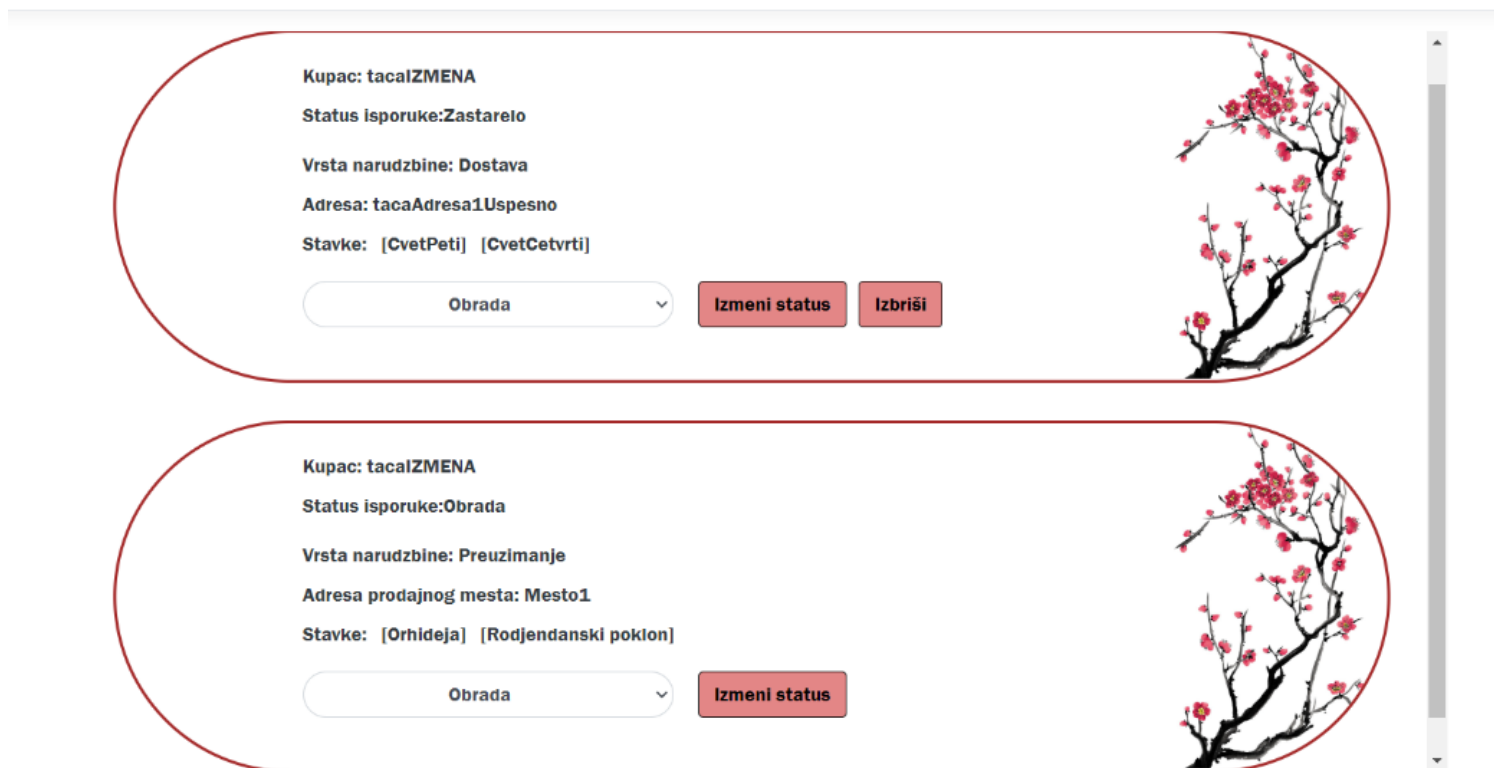 Kupac: tacaIZMENA
Status isporuke:Zastarelo
Vrsta narudzbine: Dostava
Adresa: tacaAdresa1Uspesno
Stavke: [CvetPeti] [CvetCetvrti]
Obrada Izmeni status Izbriši
Kupac: tacaIZMENA
Status isporuke:Obrada
Vrsta narudzbine: Preuzimanje
Adresa prodajnog mesta: Mesto1
Stavke: [Orhideja] [Rodjendanski poklon]
Obrada Izmeni status